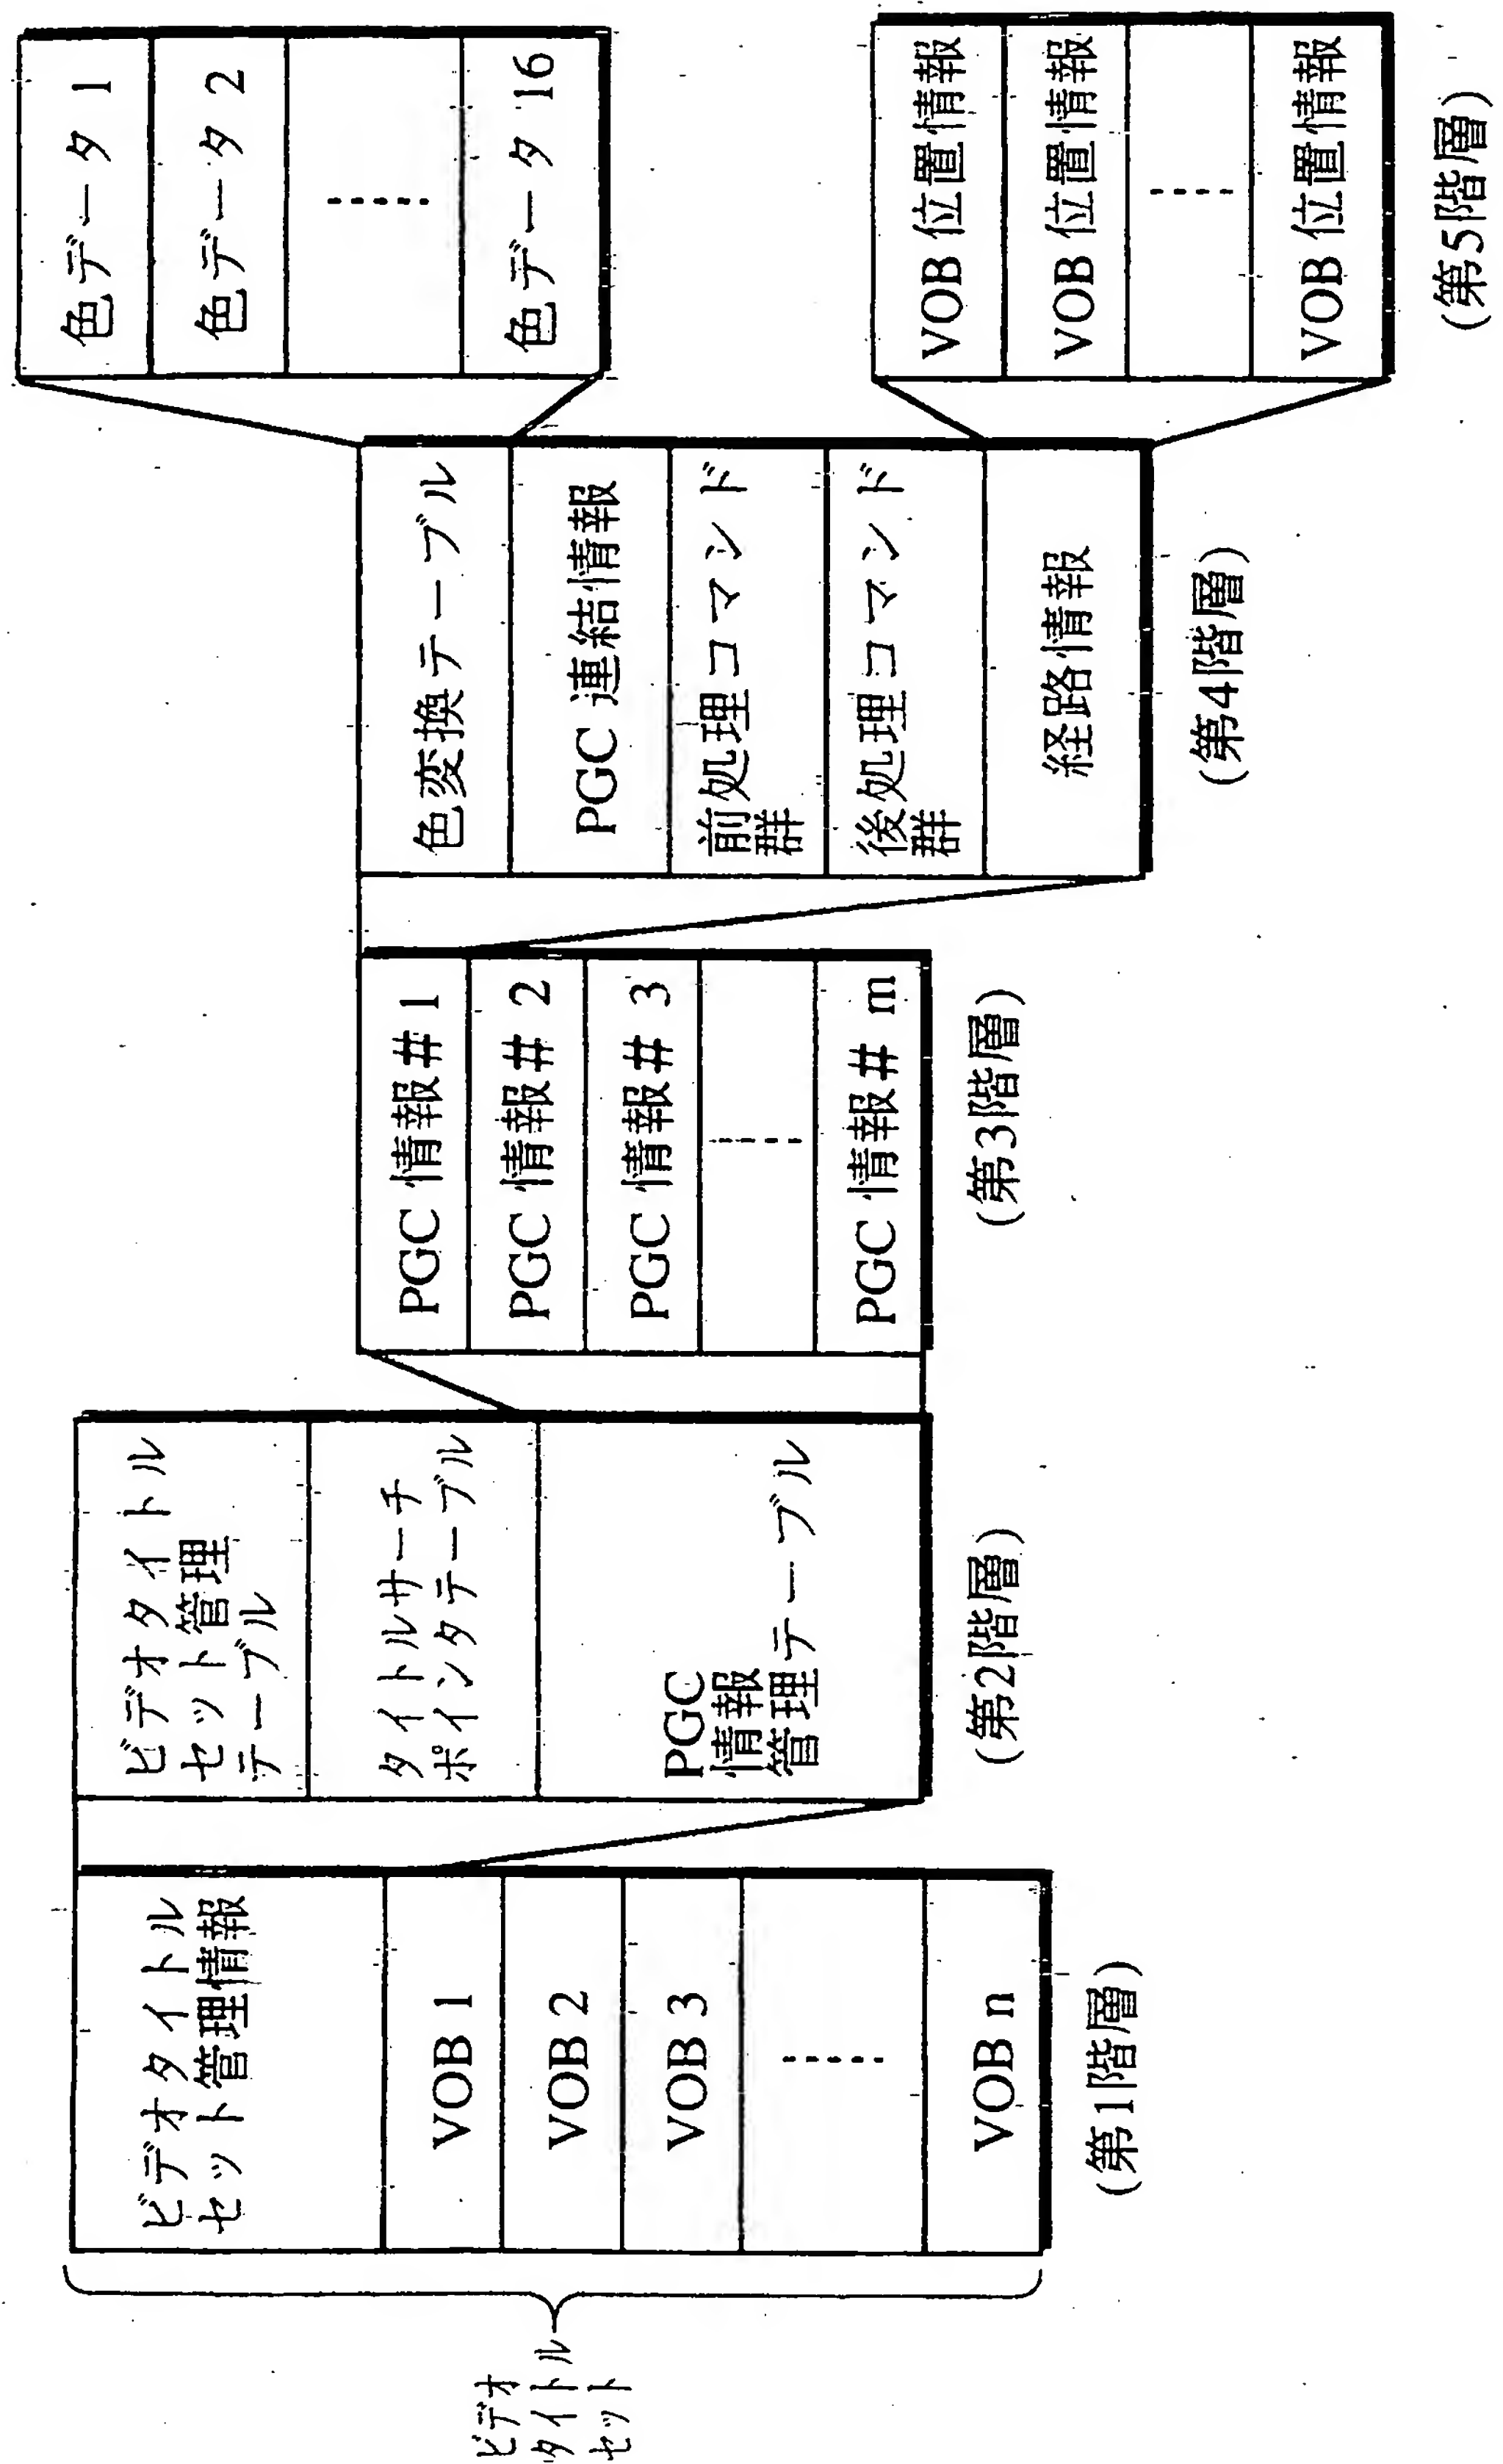 ビデオ
タイトル
セット
ビデオタイトル
セット管理情報
VOB 1
VOB 2
VOB 3
VOB n
(第1階層)
ビデオタイトル
セット管理
テーブル
タイトルサーチ
ポインタテーブル
PGC
情報
管理テーブル
(第2階層)
PGC 情報# 1
PGC 情報# 2
PGC 情報# 3
PGC 情報# m
(第3階層)
色変換テーブル
PGC 連結情報
前処理コマンド
群
後処理コマンド
群
経路情報
(第4階層)
色データ 1
色データ 2
色データ 16
VOB 位置情報
VOB 位置情報
VOB 位置情報
(第5階層)